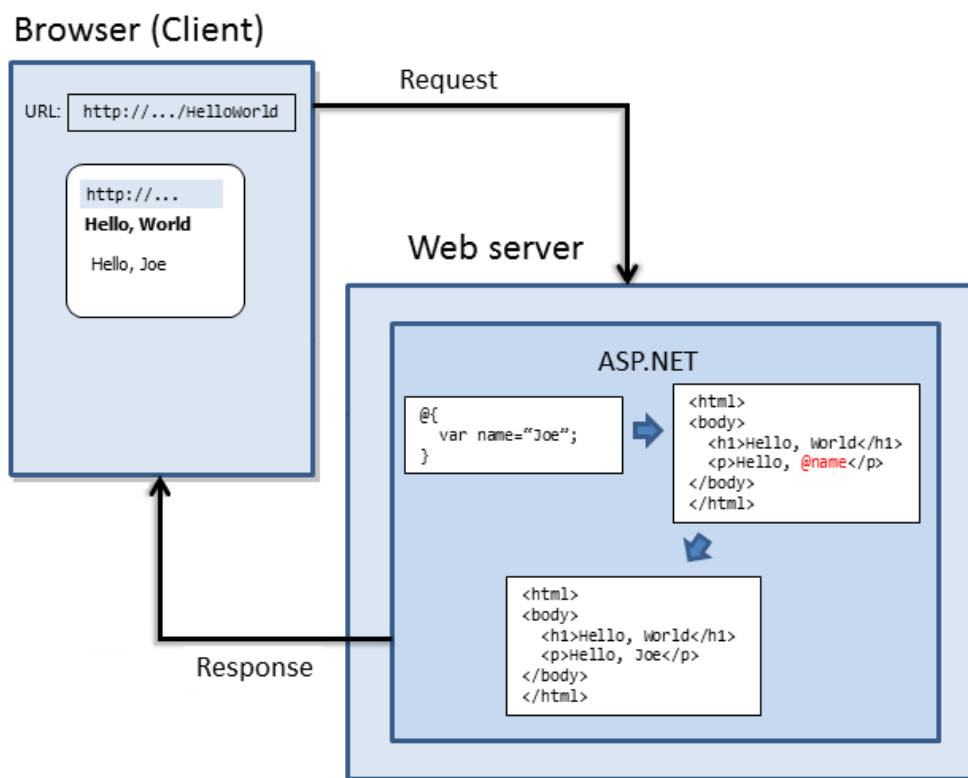 Browser (Client)
Request
URL: http://.../HelloWorld
http://...
Hello, World
Hello, Joe
Web server
ASP.NET
@{
  var name=“Joe”;
}
<html>
<body>
  <h1>Hello, World</h1>
  <p>Hello, @name</p>
</body>
</html>
<html>
<body>
  <h1>Hello, World</h1>
  <p>Hello, Joe</p>
</body>
</html>
Response